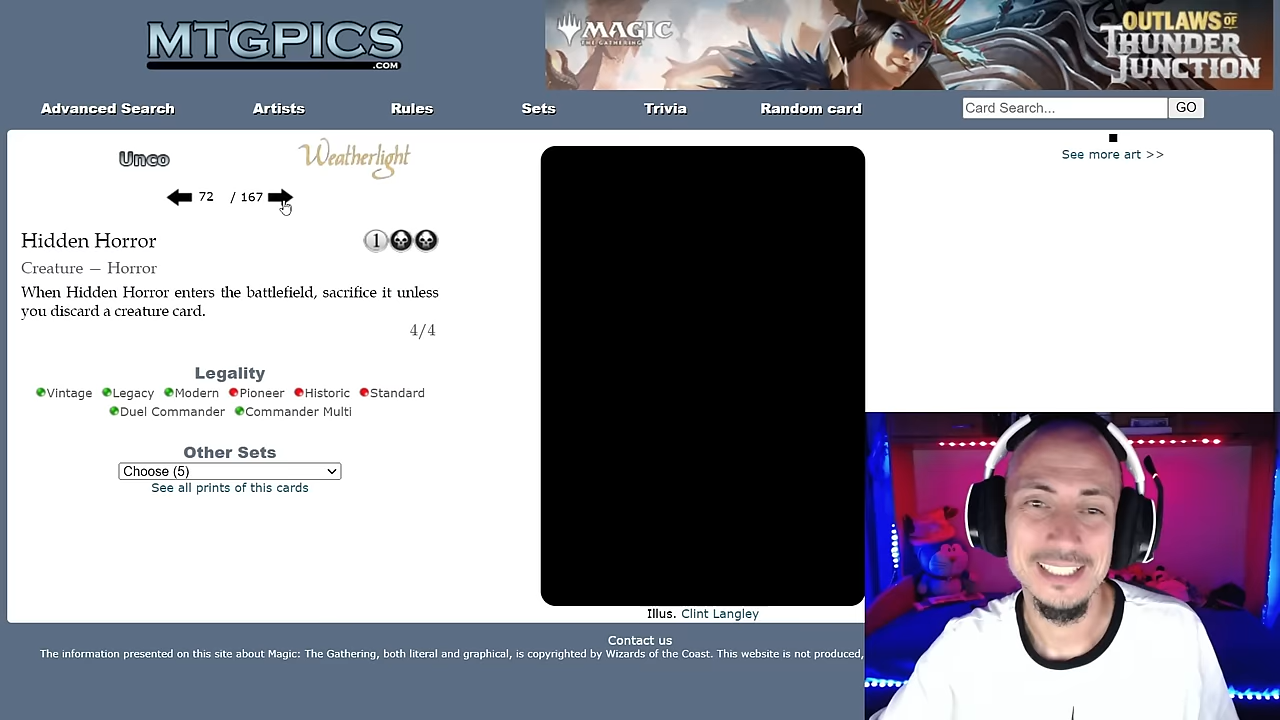 MTGPICS
.COM
MAGIC
THE GATHERING
OUTLAWS OF
THUNDER
JUNCTION
Advanced Search
Artists
Rules
Sets
Trivia
Random card
Card Search...
GO
Unco
Weatherlight
72 / 167
See more art >>
Hidden Horror
1
Creature — Horror
When Hidden Horror enters the battlefield, sacrifice it unless
you discard a creature card.
4/4
Legality
Vintage Legacy Modern Pioneer Historic Standard
Duel Commander Commander Multi
Other Sets
Choose (5)
See all prints of this cards
Illus. Clint Langley
Contact us
The information presented on this site about Magic: The Gathering, both literal and graphical, is copyrighted by Wizards of the Coast. This website is not produced,